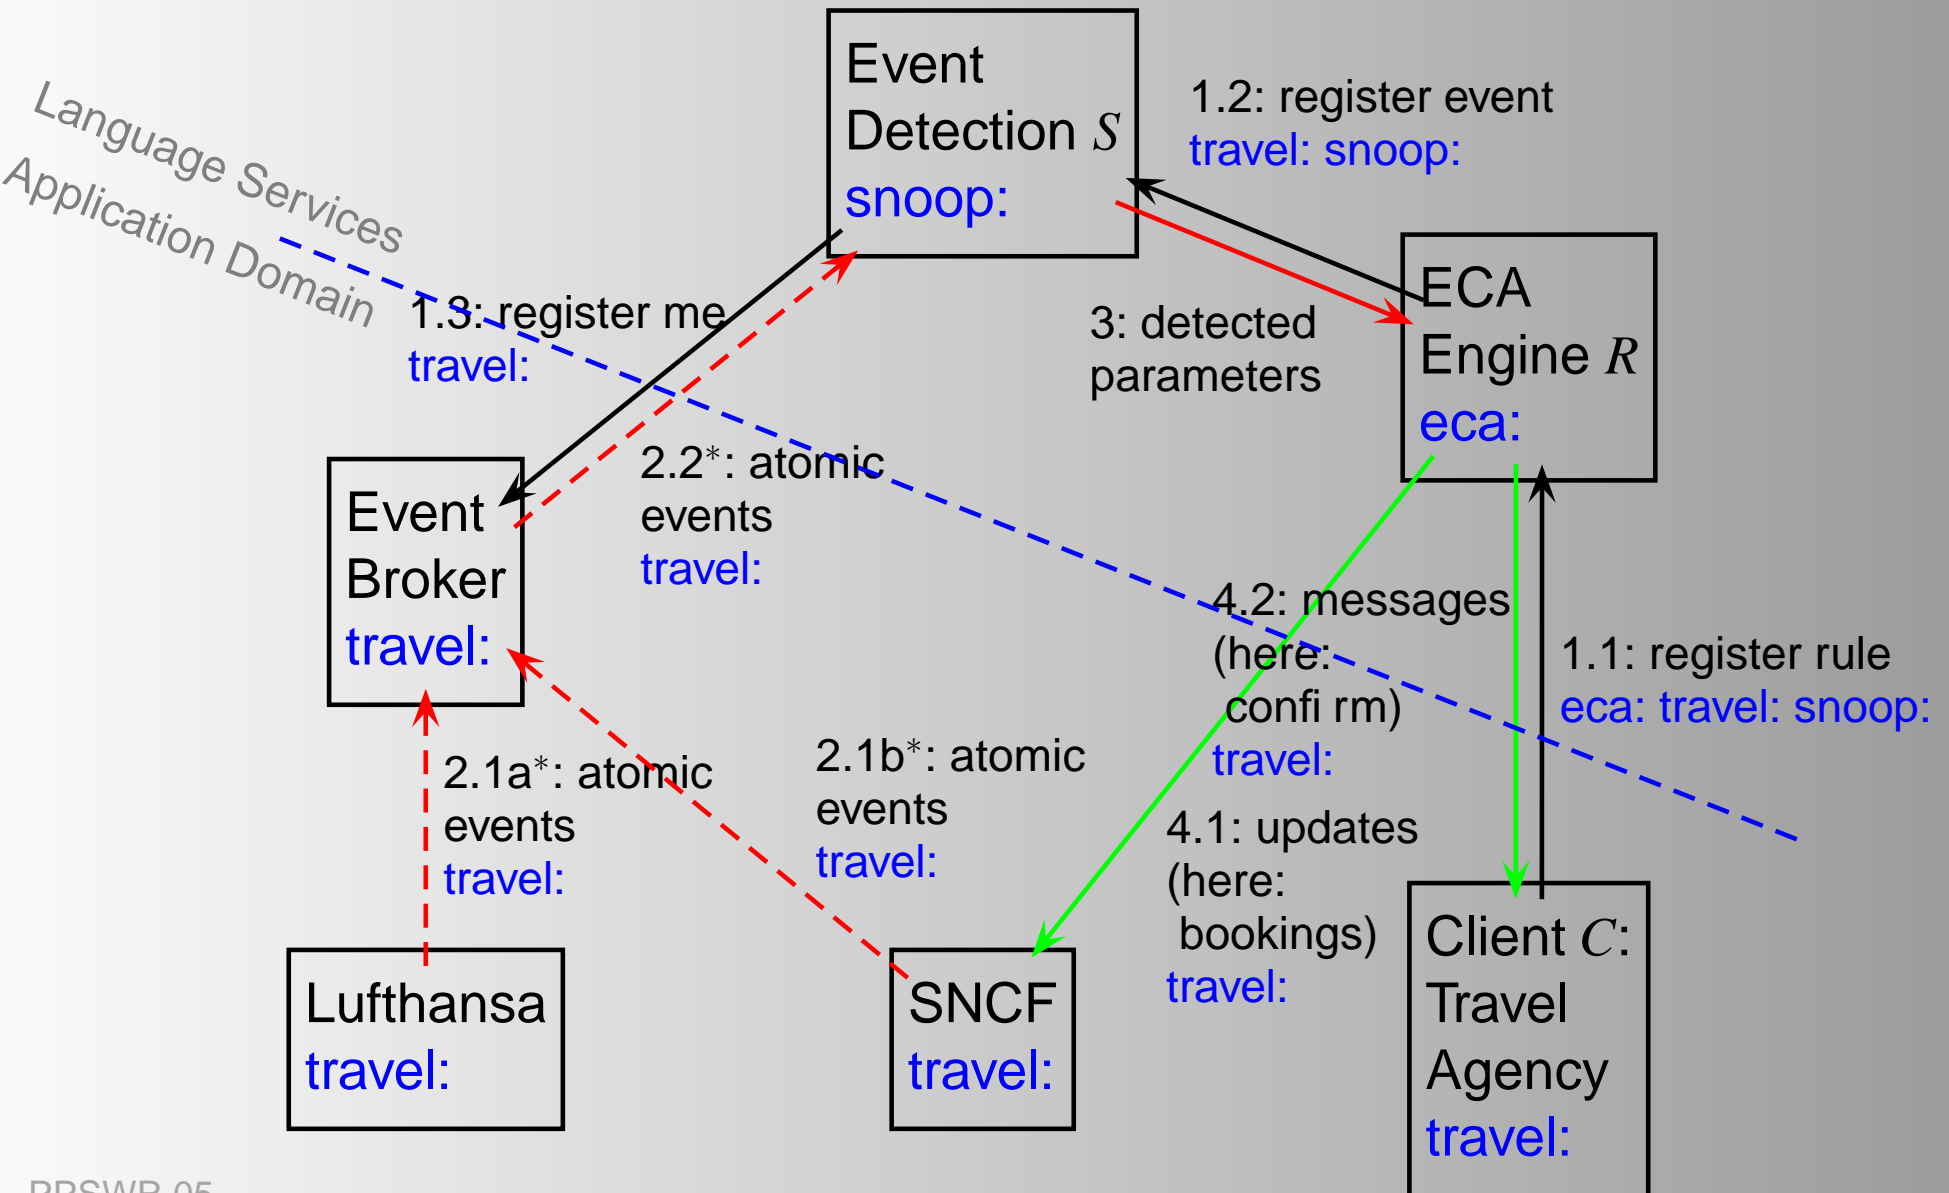 Language Services
Application Domain
Event
Detection S
snoop:
1.2: register event
travel: snoop:
ECA
Engine R
eca:
1.3: register me
travel:
3: detected
parameters
2.2*: atomic
events
travel:
Event
Broker
travel:
4.2: messages
(here:
confi rm)
travel:
1.1: register rule
eca: travel: snoop:
2.1a*: atomic
events
travel:
2.1b*: atomic
events
travel:
4.1: updates
(here:
bookings)
travel:
Lufthansa
travel:
SNCF
travel:
Client C:
Travel
Agency
travel: